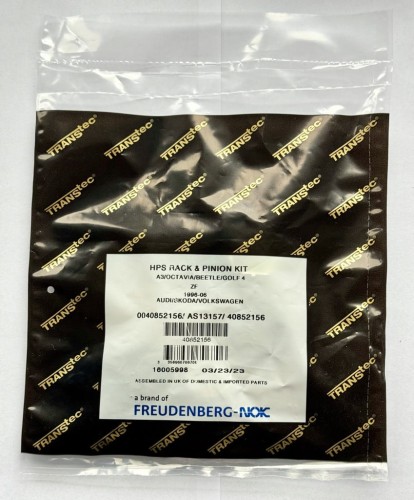 TRANStec®
HPS RACK & PINION KIT
A3/OCTAVIA/BEETLE/GOLF 4
ZF
1996-06
AUDI/SKODA/VOLKSWAGEN
0040852156/ AS13157/ 40852156
40852156
16005998 03/23/23
ASSEMBLED IN UK OF DOMESTIC & IMPORTED PARTS
a brand of
FREUDENBERG-NOK